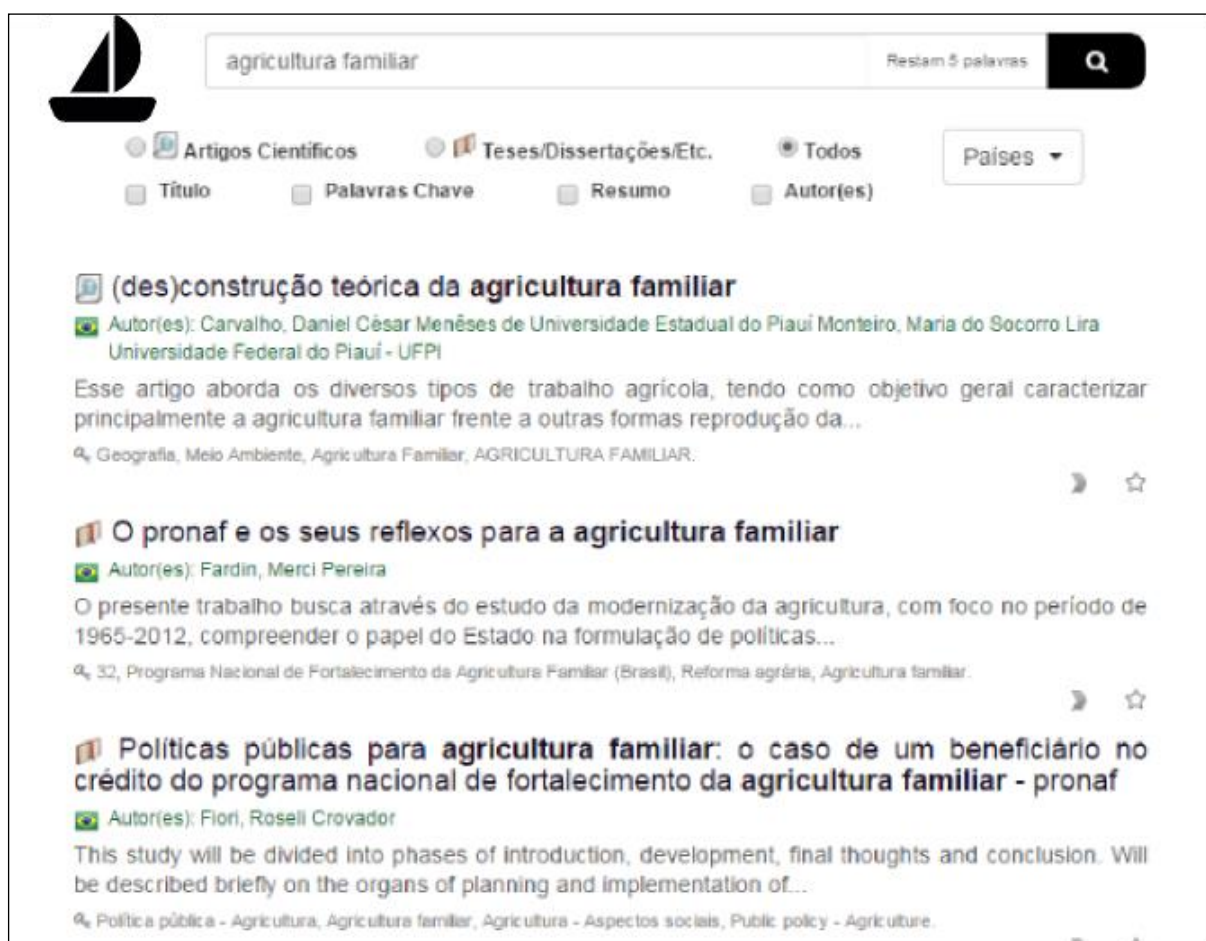 agricultura familiar Restam 5 palavras
Artigos Científicos Teses/Dissertações/Etc. Todos Países
Título Palavras Chave Resumo Autor(es)
(des)construção teórica da agricultura familiar
Autor(es): Carvalho, Daniel César Menêses de Universidade Estadual do Piauí Monteiro, Maria do Socorro Lira
Universidade Federal do Piauí - UFPI
Esse artigo aborda os diversos tipos de trabalho agrícola, tendo como objetivo geral caracterizar
principalmente a agricultura familiar frente a outras formas reprodução da...
Geografia, Meio Ambiente, Agricultura Familiar, AGRICULTURA FAMILIAR.
O pronaf e os seus reflexos para a agricultura familiar
Autor(es): Fardin, Merci Pereira
O presente trabalho busca através do estudo da modernização da agricultura, com foco no período de
1965-2012, compreender o papel do Estado na formulação de políticas...
32, Programa Nacional de Fortalecimento da Agricultura Familiar (Brasil), Reforma agrária, Agricultura familiar.
Políticas públicas para agricultura familiar: o caso de um beneficiário no
crédito do programa nacional de fortalecimento da agricultura familiar - pronaf
Autor(es): Fiori, Roseli Crovador
This study will be divided into phases of introduction, development, final thoughts and conclusion. Will
be described briefly on the organs of planning and implementation of...
Política pública - Agricultura, Agricultura familiar, Agricultura - Aspectos sociais, Public policy - Agriculture.